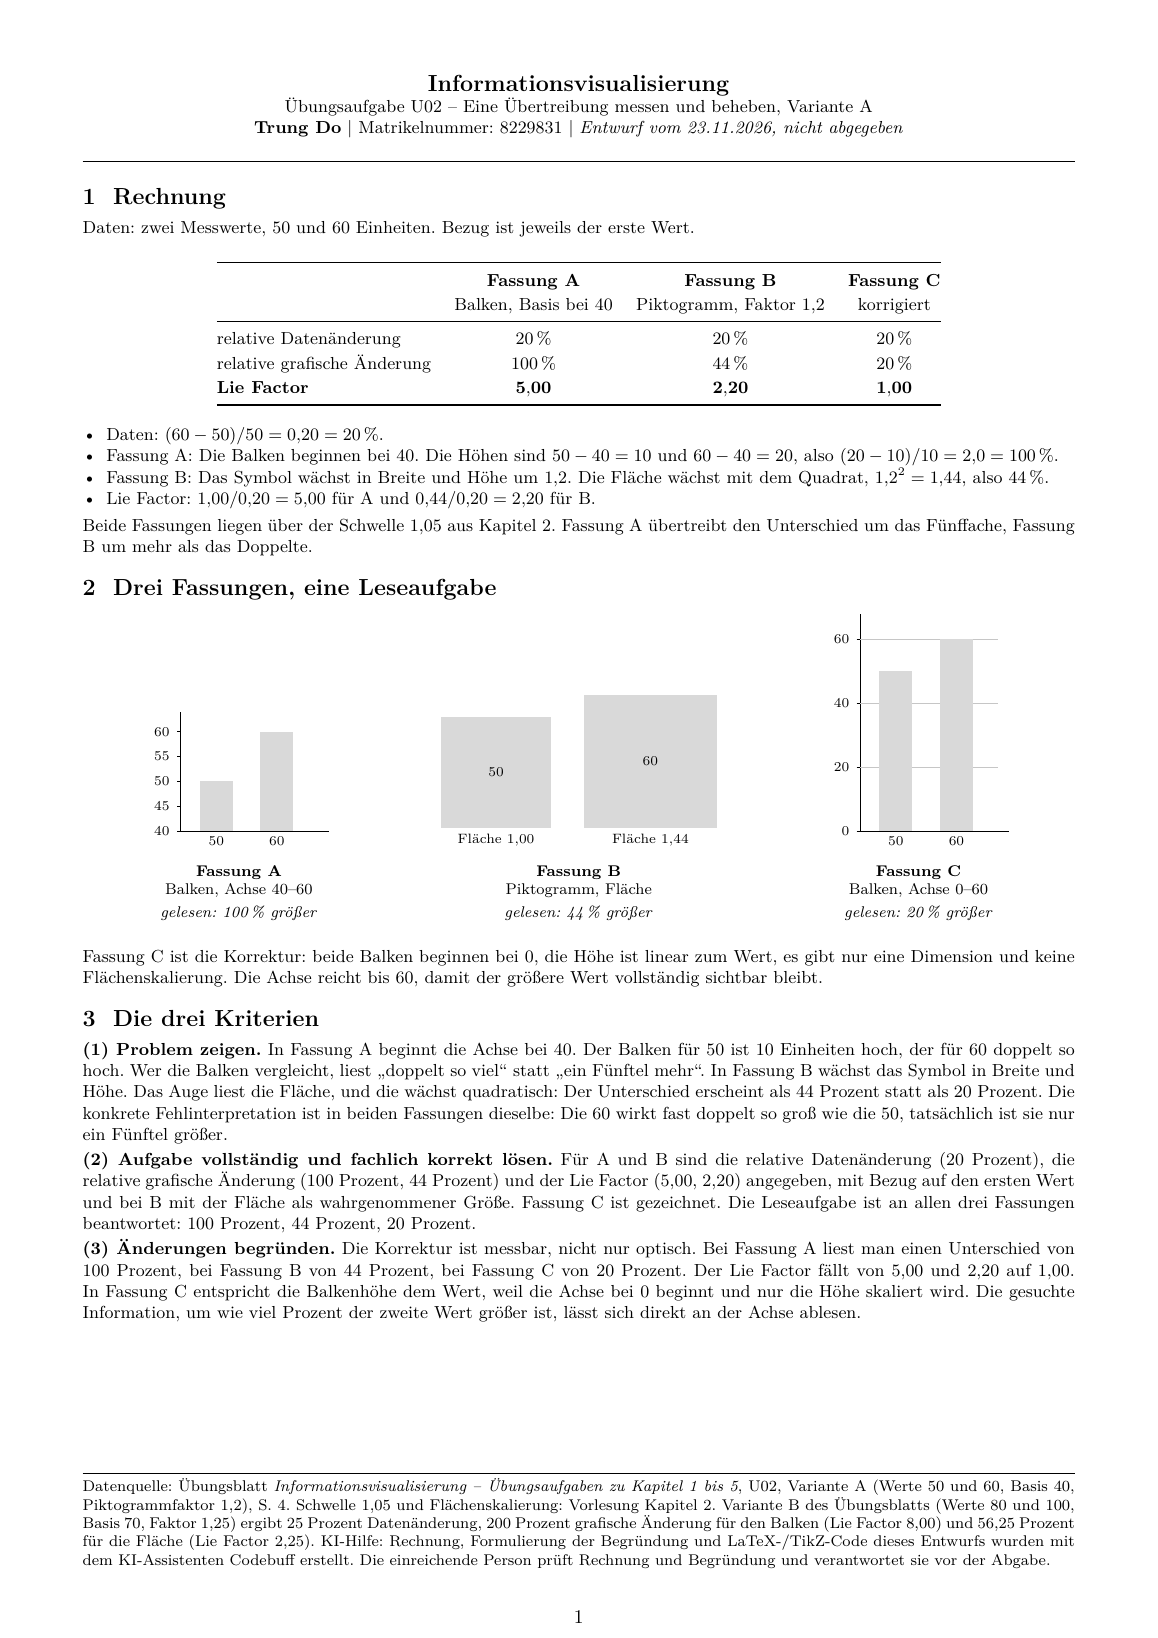 Informationsvisualisierung
Übungsaufgabe U02 – Eine Übertreibung messen und beheben, Variante A
Trung Do | Matrikelnummer: 8229831 | Entwurf vom 23.11.2026, nicht abgegeben
1 Rechnung
Daten: zwei Messwerte, 50 und 60 Einheiten. Bezug ist jeweils der erste Wert.
Fassung A Fassung B Fassung C
Balken, Basis bei 40 Piktogramm, Faktor 1,2 korrigiert
relative Datenänderung 20 % 20 % 20 %
relative grafische Änderung 100 % 44 % 20 %
Lie Factor 5,00 2,20 1,00
• Daten: (60 − 50)/50 = 0,20 = 20 %.
• Fassung A: Die Balken beginnen bei 40. Die Höhen sind 50 − 40 = 10 und 60 − 40 = 20, also (20 − 10)/10 = 2,0 = 100 %.
• Fassung B: Das Symbol wächst in Breite und Höhe um 1,2. Die Fläche wächst mit dem Quadrat, 1,2² = 1,44, also 44 %.
• Lie Factor: 1,00/0,20 = 5,00 für A und 0,44/0,20 = 2,20 für B.
Beide Fassungen liegen über der Schwelle 1,05 aus Kapitel 2. Fassung A übertreibt den Unterschied um das Fünffache, Fassung
B um mehr als das Doppelte.
2 Drei Fassungen, eine Leseaufgabe
60
55
50
45
40
50 60
Fassung A
Balken, Achse 40–60
gelesen: 100 % größer
50
60
Fläche 1,00 Fläche 1,44
Fassung B
Piktogramm, Fläche
gelesen: 44 % größer
60
40
20
0
50 60
Fassung C
Balken, Achse 0–60
gelesen: 20 % größer
Fassung C ist die Korrektur: beide Balken beginnen bei 0, die Höhe ist linear zum Wert, es gibt nur eine Dimension und keine
Flächenskalierung. Die Achse reicht bis 60, damit der größere Wert vollständig sichtbar bleibt.
3 Die drei Kriterien
(1) Problem zeigen. In Fassung A beginnt die Achse bei 40. Der Balken für 50 ist 10 Einheiten hoch, der für 60 doppelt so
hoch. Wer die Balken vergleicht, liest „doppelt so viel“ statt „ein Fünftel mehr“. In Fassung B wächst das Symbol in Breite und
Höhe. Das Auge liest die Fläche, und die wächst quadratisch: Der Unterschied erscheint als 44 Prozent statt als 20 Prozent. Die
konkrete Fehlinterpretation ist in beiden Fassungen dieselbe: Die 60 wirkt fast doppelt so groß wie die 50, tatsächlich ist sie nur
ein Fünftel größer.
(2) Aufgabe vollständig und fachlich korrekt lösen. Für A und B sind die relative Datenänderung (20 Prozent), die
relative grafische Änderung (100 Prozent, 44 Prozent) und der Lie Factor (5,00, 2,20) angegeben, mit Bezug auf den ersten Wert
und bei B mit der Fläche als wahrgenommener Größe. Fassung C ist gezeichnet. Die Leseaufgabe ist an allen drei Fassungen
beantwortet: 100 Prozent, 44 Prozent, 20 Prozent.
(3) Änderungen begründen. Die Korrektur ist messbar, nicht nur optisch. Bei Fassung A liest man einen Unterschied von
100 Prozent, bei Fassung B von 44 Prozent, bei Fassung C von 20 Prozent. Der Lie Factor fällt von 5,00 und 2,20 auf 1,00.
In Fassung C entspricht die Balkenhöhe dem Wert, weil die Achse bei 0 beginnt und nur die Höhe skaliert wird. Die gesuchte
Information, um wie viel Prozent der zweite Wert größer ist, lässt sich direkt an der Achse ablesen.
Datenquelle: Übungsblatt Informationsvisualisierung – Übungsaufgaben zu Kapitel 1 bis 5, U02, Variante A (Werte 50 und 60, Basis 40,
Piktogrammfaktor 1,2), S. 4. Schwelle 1,05 und Flächenskalierung: Vorlesung Kapitel 2. Variante B des Übungsblatts (Werte 80 und 100,
Basis 70, Faktor 1,25) ergibt 25 Prozent Datenänderung, 200 Prozent grafische Änderung für den Balken (Lie Factor 8,00) und 56,25 Prozent
für die Fläche (Lie Factor 2,25). KI-Hilfe: Rechnung, Formulierung der Begründung und LaTeX-/TikZ-Code dieses Entwurfs wurden mit
dem KI-Assistenten Codebuff erstellt. Die einreichende Person prüft Rechnung und Begründung und verantwortet sie vor der Abgabe.
1